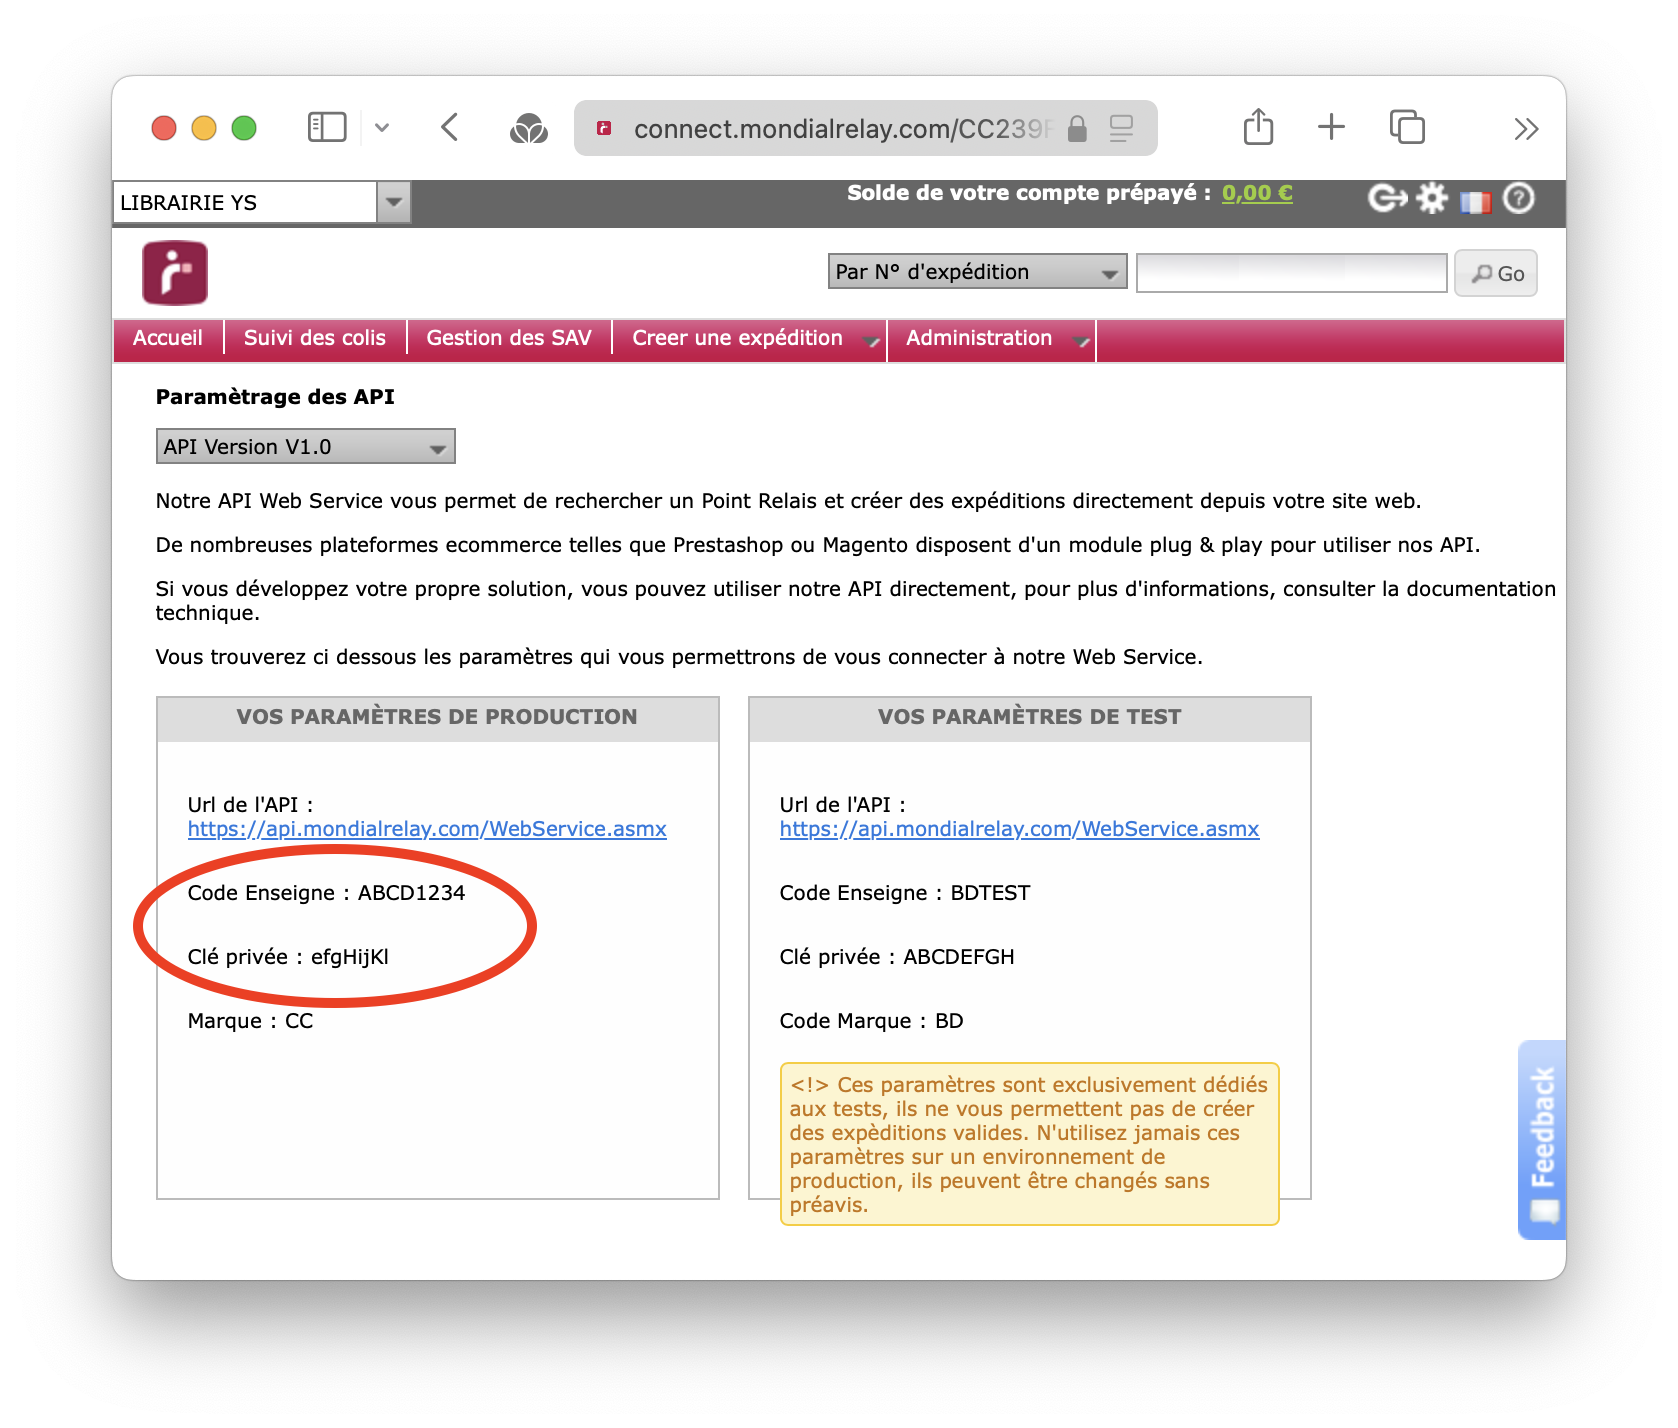 connect.mondialrelay.com/CC239
LIBRAIRIE YS
Solde de votre compte prépayé : 0,00 €
Par N° d'expédition
Go
Accueil
Suivi des colis
Gestion des SAV
Creer une expédition
Administration
Paramètrage des API
API Version V1.0
Notre API Web Service vous permet de rechercher un Point Relais et créer des expéditions directement depuis votre site web.
De nombreuses plateformes ecommerce telles que Prestashop ou Magento disposent d'un module plug & play pour utiliser nos API.
Si vous développez votre propre solution, vous pouvez utiliser notre API directement, pour plus d'informations, consulter la documentation
technique.
Vous trouverez ci dessous les paramètres qui vous permettrons de vous connecter à notre Web Service.
VOS PARAMÈTRES DE PRODUCTION
Url de l'API :
https://api.mondialrelay.com/WebService.asmx
Code Enseigne : ABCD1234
Clé privée : efgHijKl
Marque : CC
VOS PARAMÈTRES DE TEST
Url de l'API :
https://api.mondialrelay.com/WebService.asmx
Code Enseigne : BDTEST
Clé privée : ABCDEFGH
Code Marque : BD
<!> Ces paramètres sont exclusivement dédiés
aux tests, ils ne vous permettent pas de créer
des expèditions valides. N'utilisez jamais ces
paramètres sur un environnement de
production, ils peuvent être changés sans
préavis.
Feedback